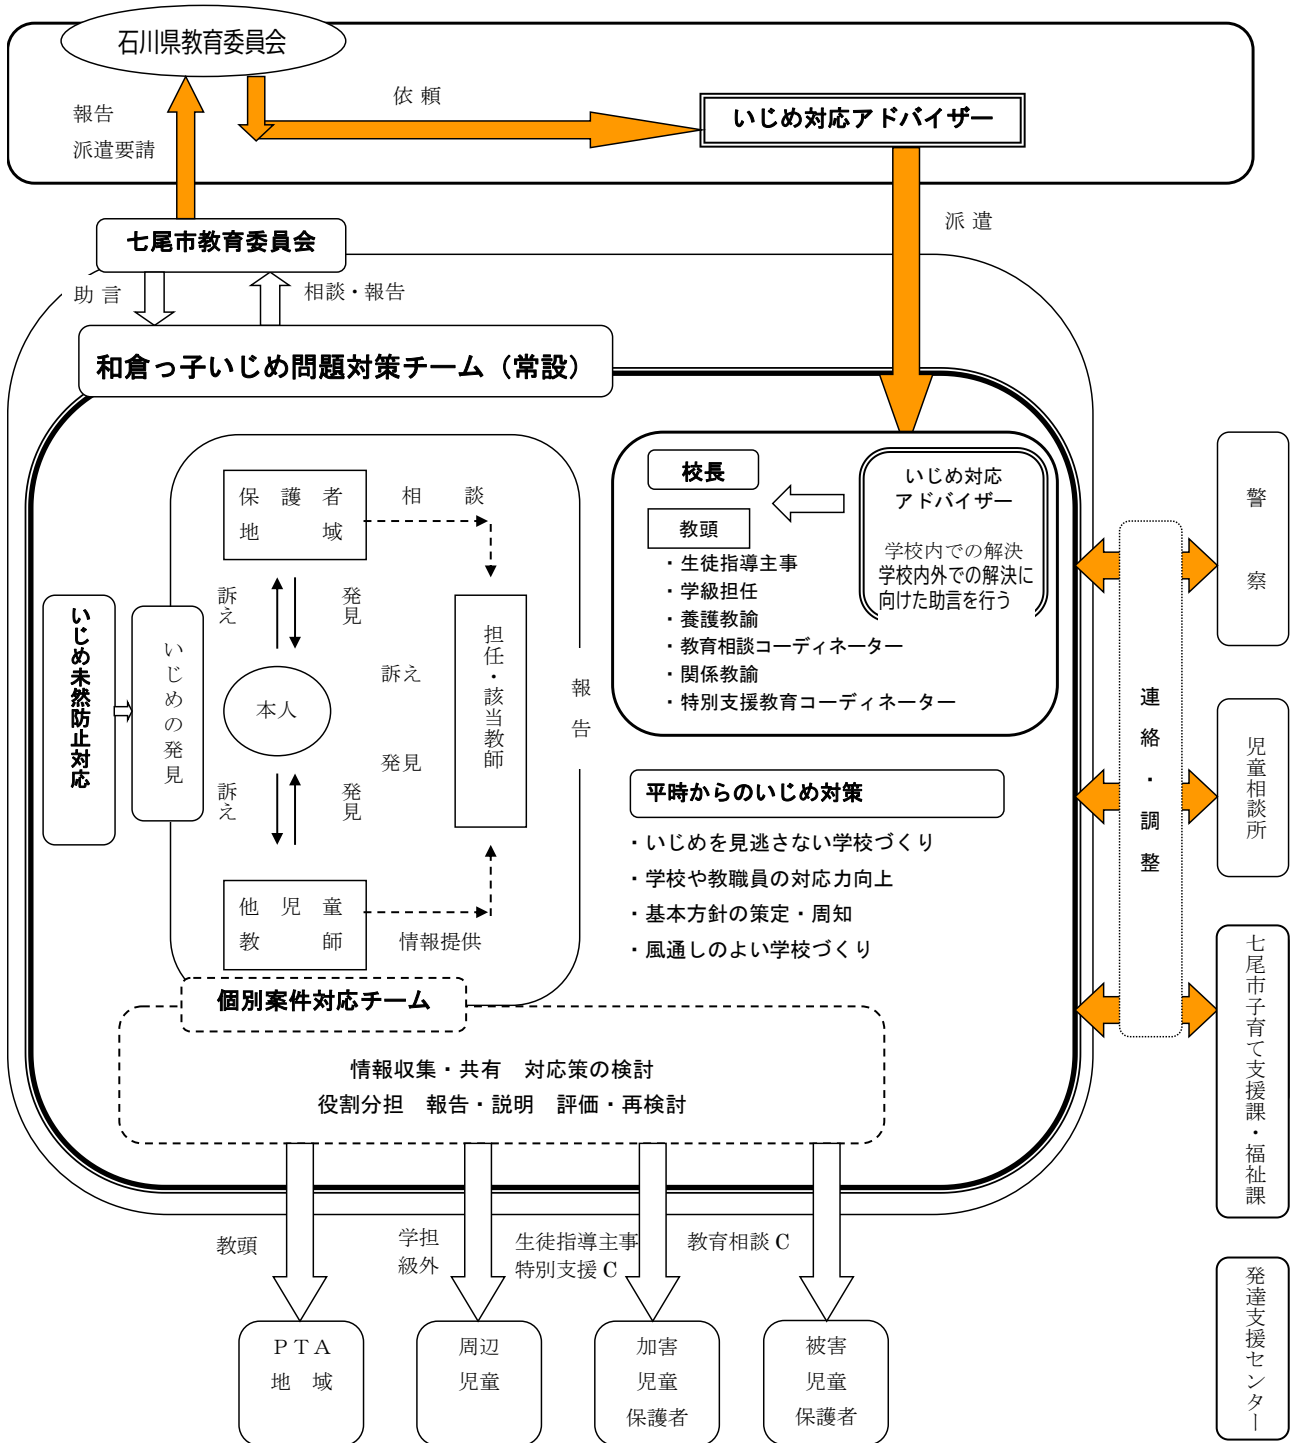 石川県教育委員会
報告
派遣要請
依 頼
いじめ対応アドバイザー
派 遣
七尾市教育委員会
助 言
相談・報告
和倉っ子いじめ問題対策チーム（常設）
いじめ未然防止対応
いじめの発見
保 護 者
地 域
相 談
訴え
発見
本人
訴え
発見
訴え
発見
担任・該当教師
報告
他 児 童
教 師
情報提供
校長
教頭
・生徒指導主事
・学級担任
・養護教諭
・教育相談コーディネーター
・関係教諭
・特別支援教育コーディネーター
いじめ対応
アドバイザー
学校内での解決
学校内外での解決に
向けた助言を行う
平時からのいじめ対策
・いじめを見逃さない学校づくり
・学校や教職員の対応力向上
・基本方針の策定・周知
・風通しのよい学校づくり
個別案件対応チーム
情報収集・共有　対応策の検討
役割分担　報告・説明　評価・再検討
連絡・調整
警察
児童相談所
七尾市子育て支援課・福祉課
発達支援センター
教頭
学担
級外
生徒指導主事
特別支援 C
教育相談 C
ＰＴＡ
地 域
周辺
児童
加害
児童
保護者
被害
児童
保護者